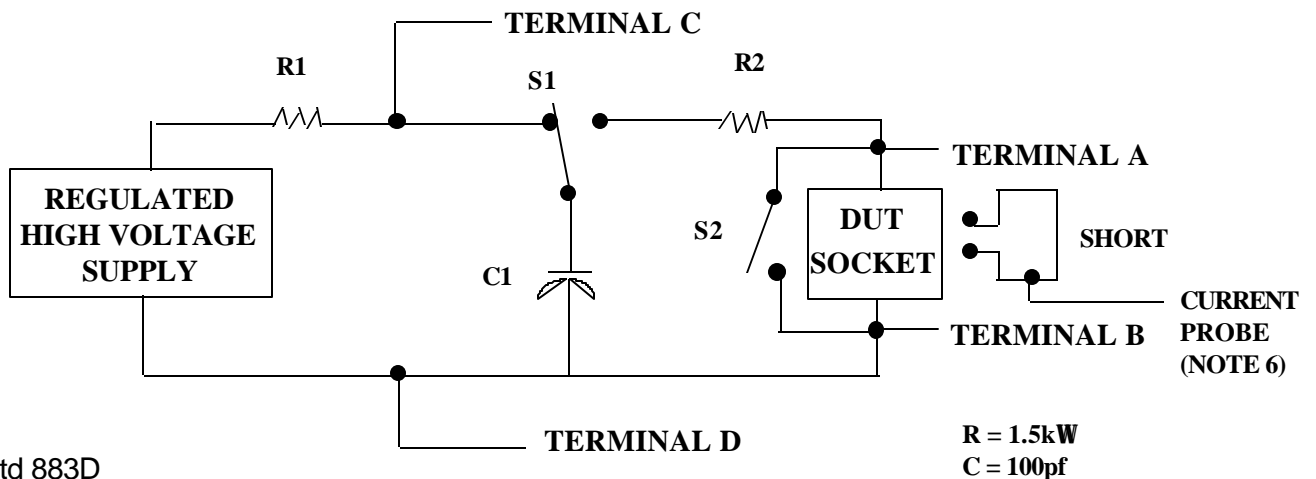 TERMINAL C
R1
S1
R2
TERMINAL A
REGULATED
HIGH VOLTAGE
SUPPLY
C1
S2
DUT
SOCKET
SHORT
CURRENT
PROBE
(NOTE 6)
TERMINAL B
TERMINAL D
R = 1.5kW
C = 100pf
td 883D